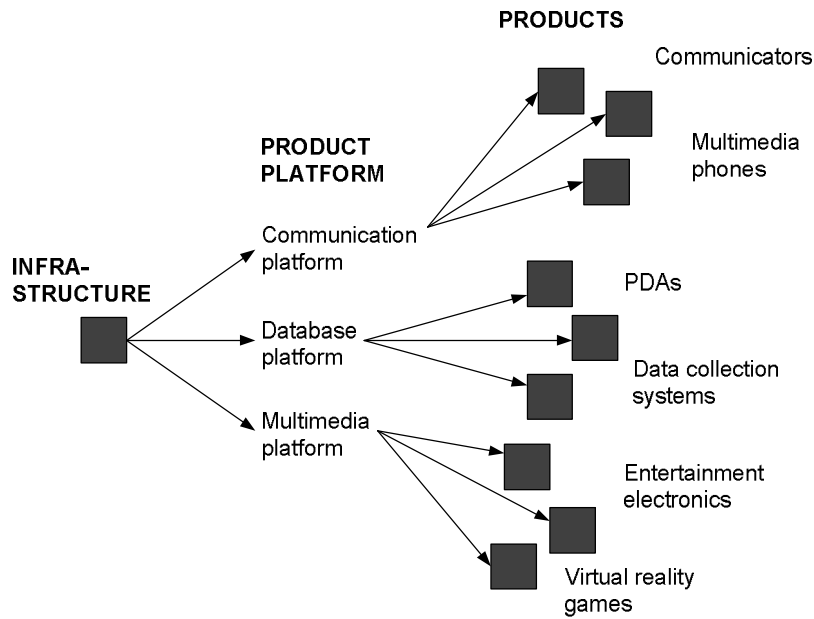 PRODUCTS
Communicators
PRODUCT
PLATFORM
Multimedia
phones
Communication
platform
INFRA-
STRUCTURE
PDAs
Database
platform
Data collection
systems
Multimedia
platform
Entertainment
electronics
Virtual reality
games